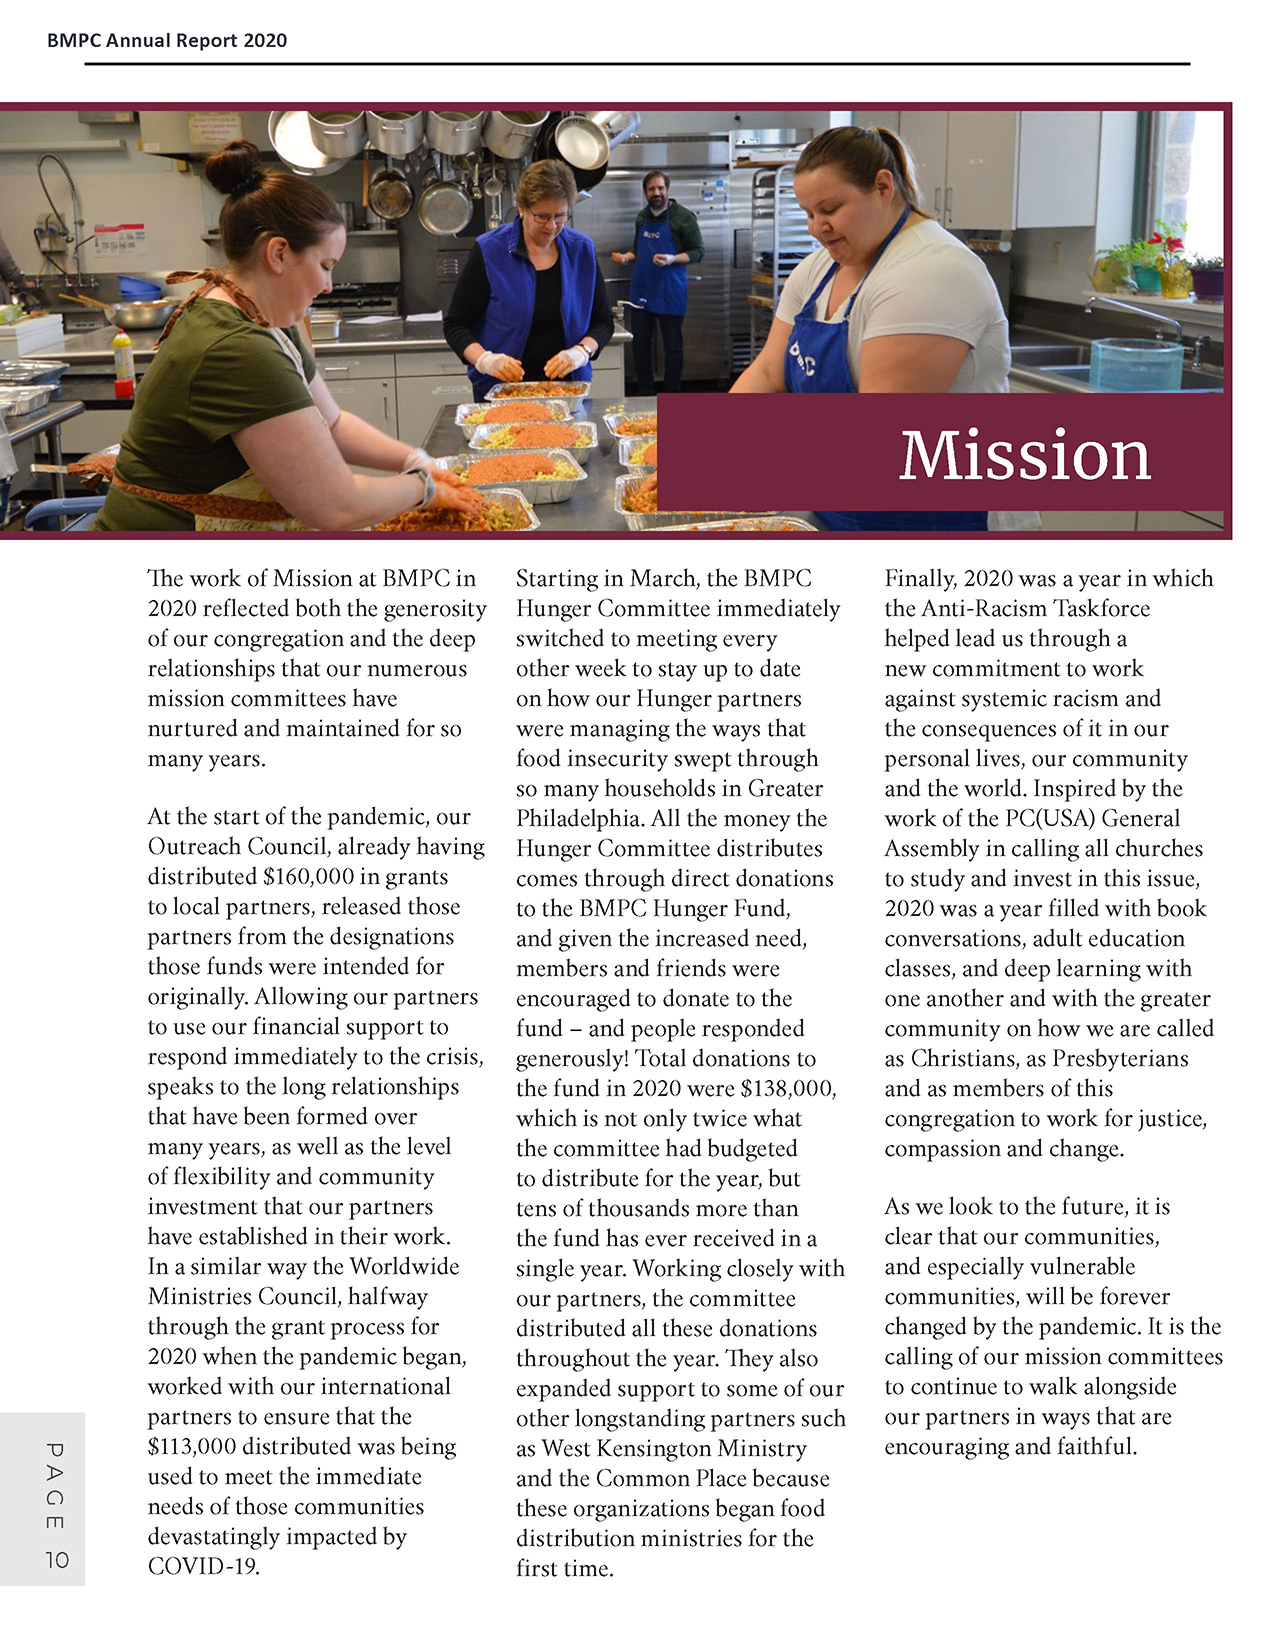 BMPC Annual Report 2020
BMPC
BMPC
Mission
The work of Mission at BMPC in
2020 reflected both the generosity
of our congregation and the deep
relationships that our numerous
mission committees have
nurtured and maintained for so
many years.
At the start of the pandemic, our
Outreach Council, already having
distributed $160,000 in grants
to local partners, released those
partners from the designations
those funds were intended for
originally. Allowing our partners
to use our financial support to
respond immediately to the crisis,
speaks to the long relationships
that have been formed over
many years, as well as the level
of flexibility and community
investment that our partners
have established in their work.
In a similar way the Worldwide
Ministries Council, halfway
through the grant process for
2020 when the pandemic began,
worked with our international
partners to ensure that the
$113,000 distributed was being
used to meet the immediate
needs of those communities
devastatingly impacted by
COVID-19.
Starting in March, the BMPC
Hunger Committee immediately
switched to meeting every
other week to stay up to date
on how our Hunger partners
were managing the ways that
food insecurity swept through
so many households in Greater
Philadelphia. All the money the
Hunger Committee distributes
comes through direct donations
to the BMPC Hunger Fund,
and given the increased need,
members and friends were
encouraged to donate to the
fund – and people responded
generously! Total donations to
the fund in 2020 were $138,000,
which is not only twice what
the committee had budgeted
to distribute for the year, but
tens of thousands more than
the fund has ever received in a
single year. Working closely with
our partners, the committee
distributed all these donations
throughout the year. They also
expanded support to some of our
other longstanding partners such
as West Kensington Ministry
and the Common Place because
these organizations began food
distribution ministries for the
first time.
Finally, 2020 was a year in which
the Anti-Racism Taskforce
helped lead us through a
new commitment to work
against systemic racism and
the consequences of it in our
personal lives, our community
and the world. Inspired by the
work of the PC(USA) General
Assembly in calling all churches
to study and invest in this issue,
2020 was a year filled with book
conversations, adult education
classes, and deep learning with
one another and with the greater
community on how we are called
as Christians, as Presbyterians
and as members of this
congregation to work for justice,
compassion and change.
As we look to the future, it is
clear that our communities,
and especially vulnerable
communities, will be forever
changed by the pandemic. It is the
calling of our mission committees
to continue to walk alongside
our partners in ways that are
encouraging and faithful.
PAGE 10